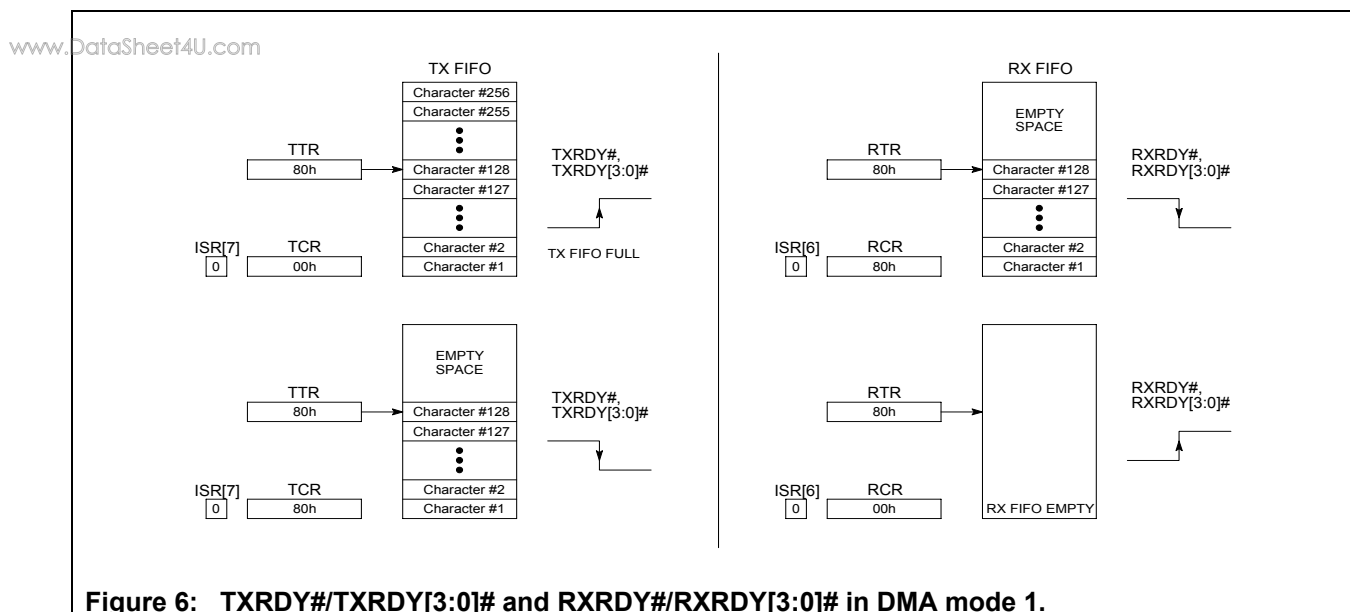 www.DataSheet4U.com
TX FIFO
Character #256
Character #255
TTR
80h
Character #128
Character #127
TXRDY#,
TXRDY[3:0]#
ISR[7]
TCR
0
00h
Character #2
Character #1
TX FIFO FULL
EMPTY
SPACE
TTR
80h
Character #128
Character #127
TXRDY#,
TXRDY[3:0]#
ISR[7]
TCR
0
80h
Character #2
Character #1
RX FIFO
EMPTY
SPACE
RTR
80h
Character #128
Character #127
RXRDY#,
RXRDY[3:0]#
ISR[6]
RCR
0
80h
Character #2
Character #1
RTR
80h
RXRDY#,
RXRDY[3:0]#
ISR[6]
RCR
0
00h
RX FIFO EMPTY
Figure 6: TXRDY#/TXRDY[3:0]# and RXRDY#/RXRDY[3:0]# in DMA mode 1.